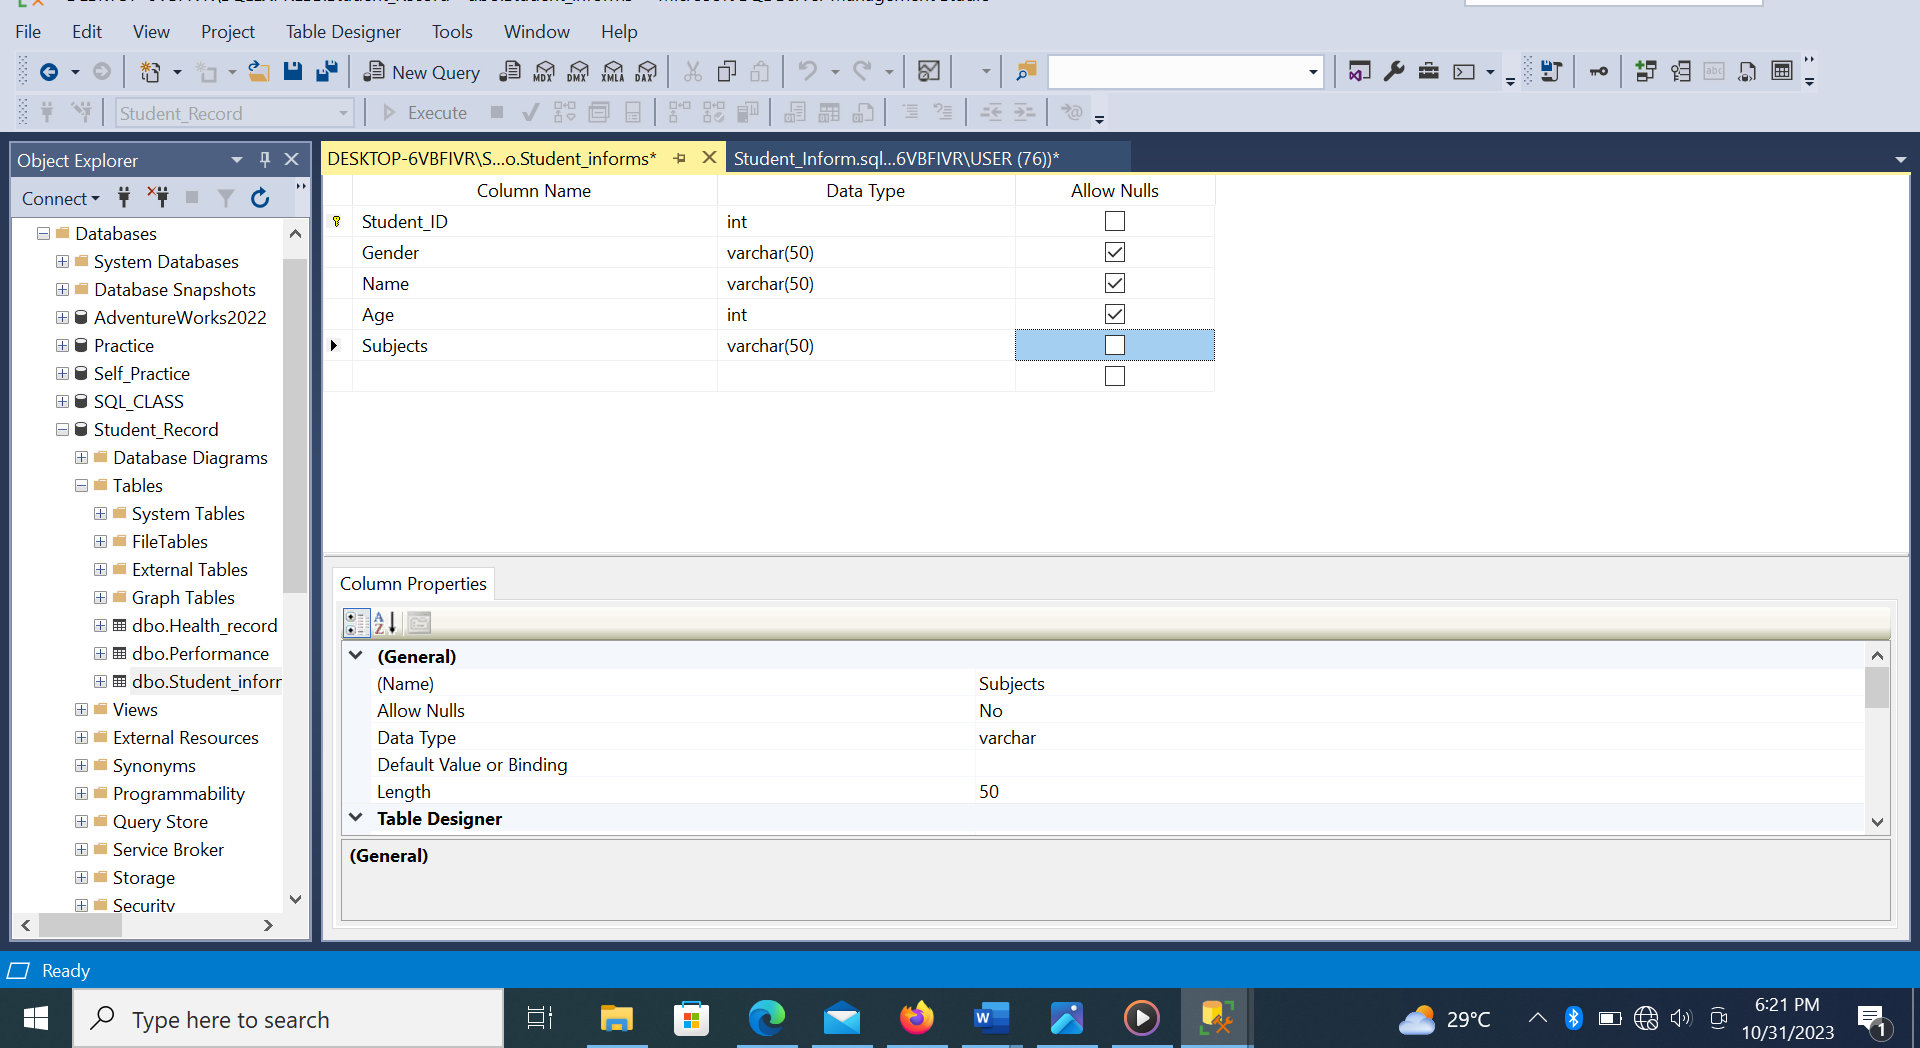 File Edit View Project Table Designer Tools Window Help
New Query MDX DMX XMLA DAX
Student_Record Execute
Object Explorer
Connect
Databases
System Databases
Database Snapshots
AdventureWorks2022
Practice
Self_Practice
SQL_CLASS
Student_Record
Database Diagrams
Tables
System Tables
FileTables
External Tables
Graph Tables
dbo.Health_record
dbo.Performance
dbo.Student_inforr
Views
External Resources
Synonyms
Programmability
Query Store
Service Broker
Storage
Security
DESKTOP-6VBFIVR\S...o.Student_informs* Student_Inform.sql...6VBFIVR\USER (76))*
Column Name Data Type Allow Nulls
Student_ID int
Gender varchar(50)
Name varchar(50)
Age int
Subjects varchar(50)
Column Properties
(General)
(Name) Subjects
Allow Nulls No
Data Type varchar
Default Value or Binding
Length 50
Table Designer
(General)
Ready
Type here to search
29°C
6:21 PM
10/31/2023
1